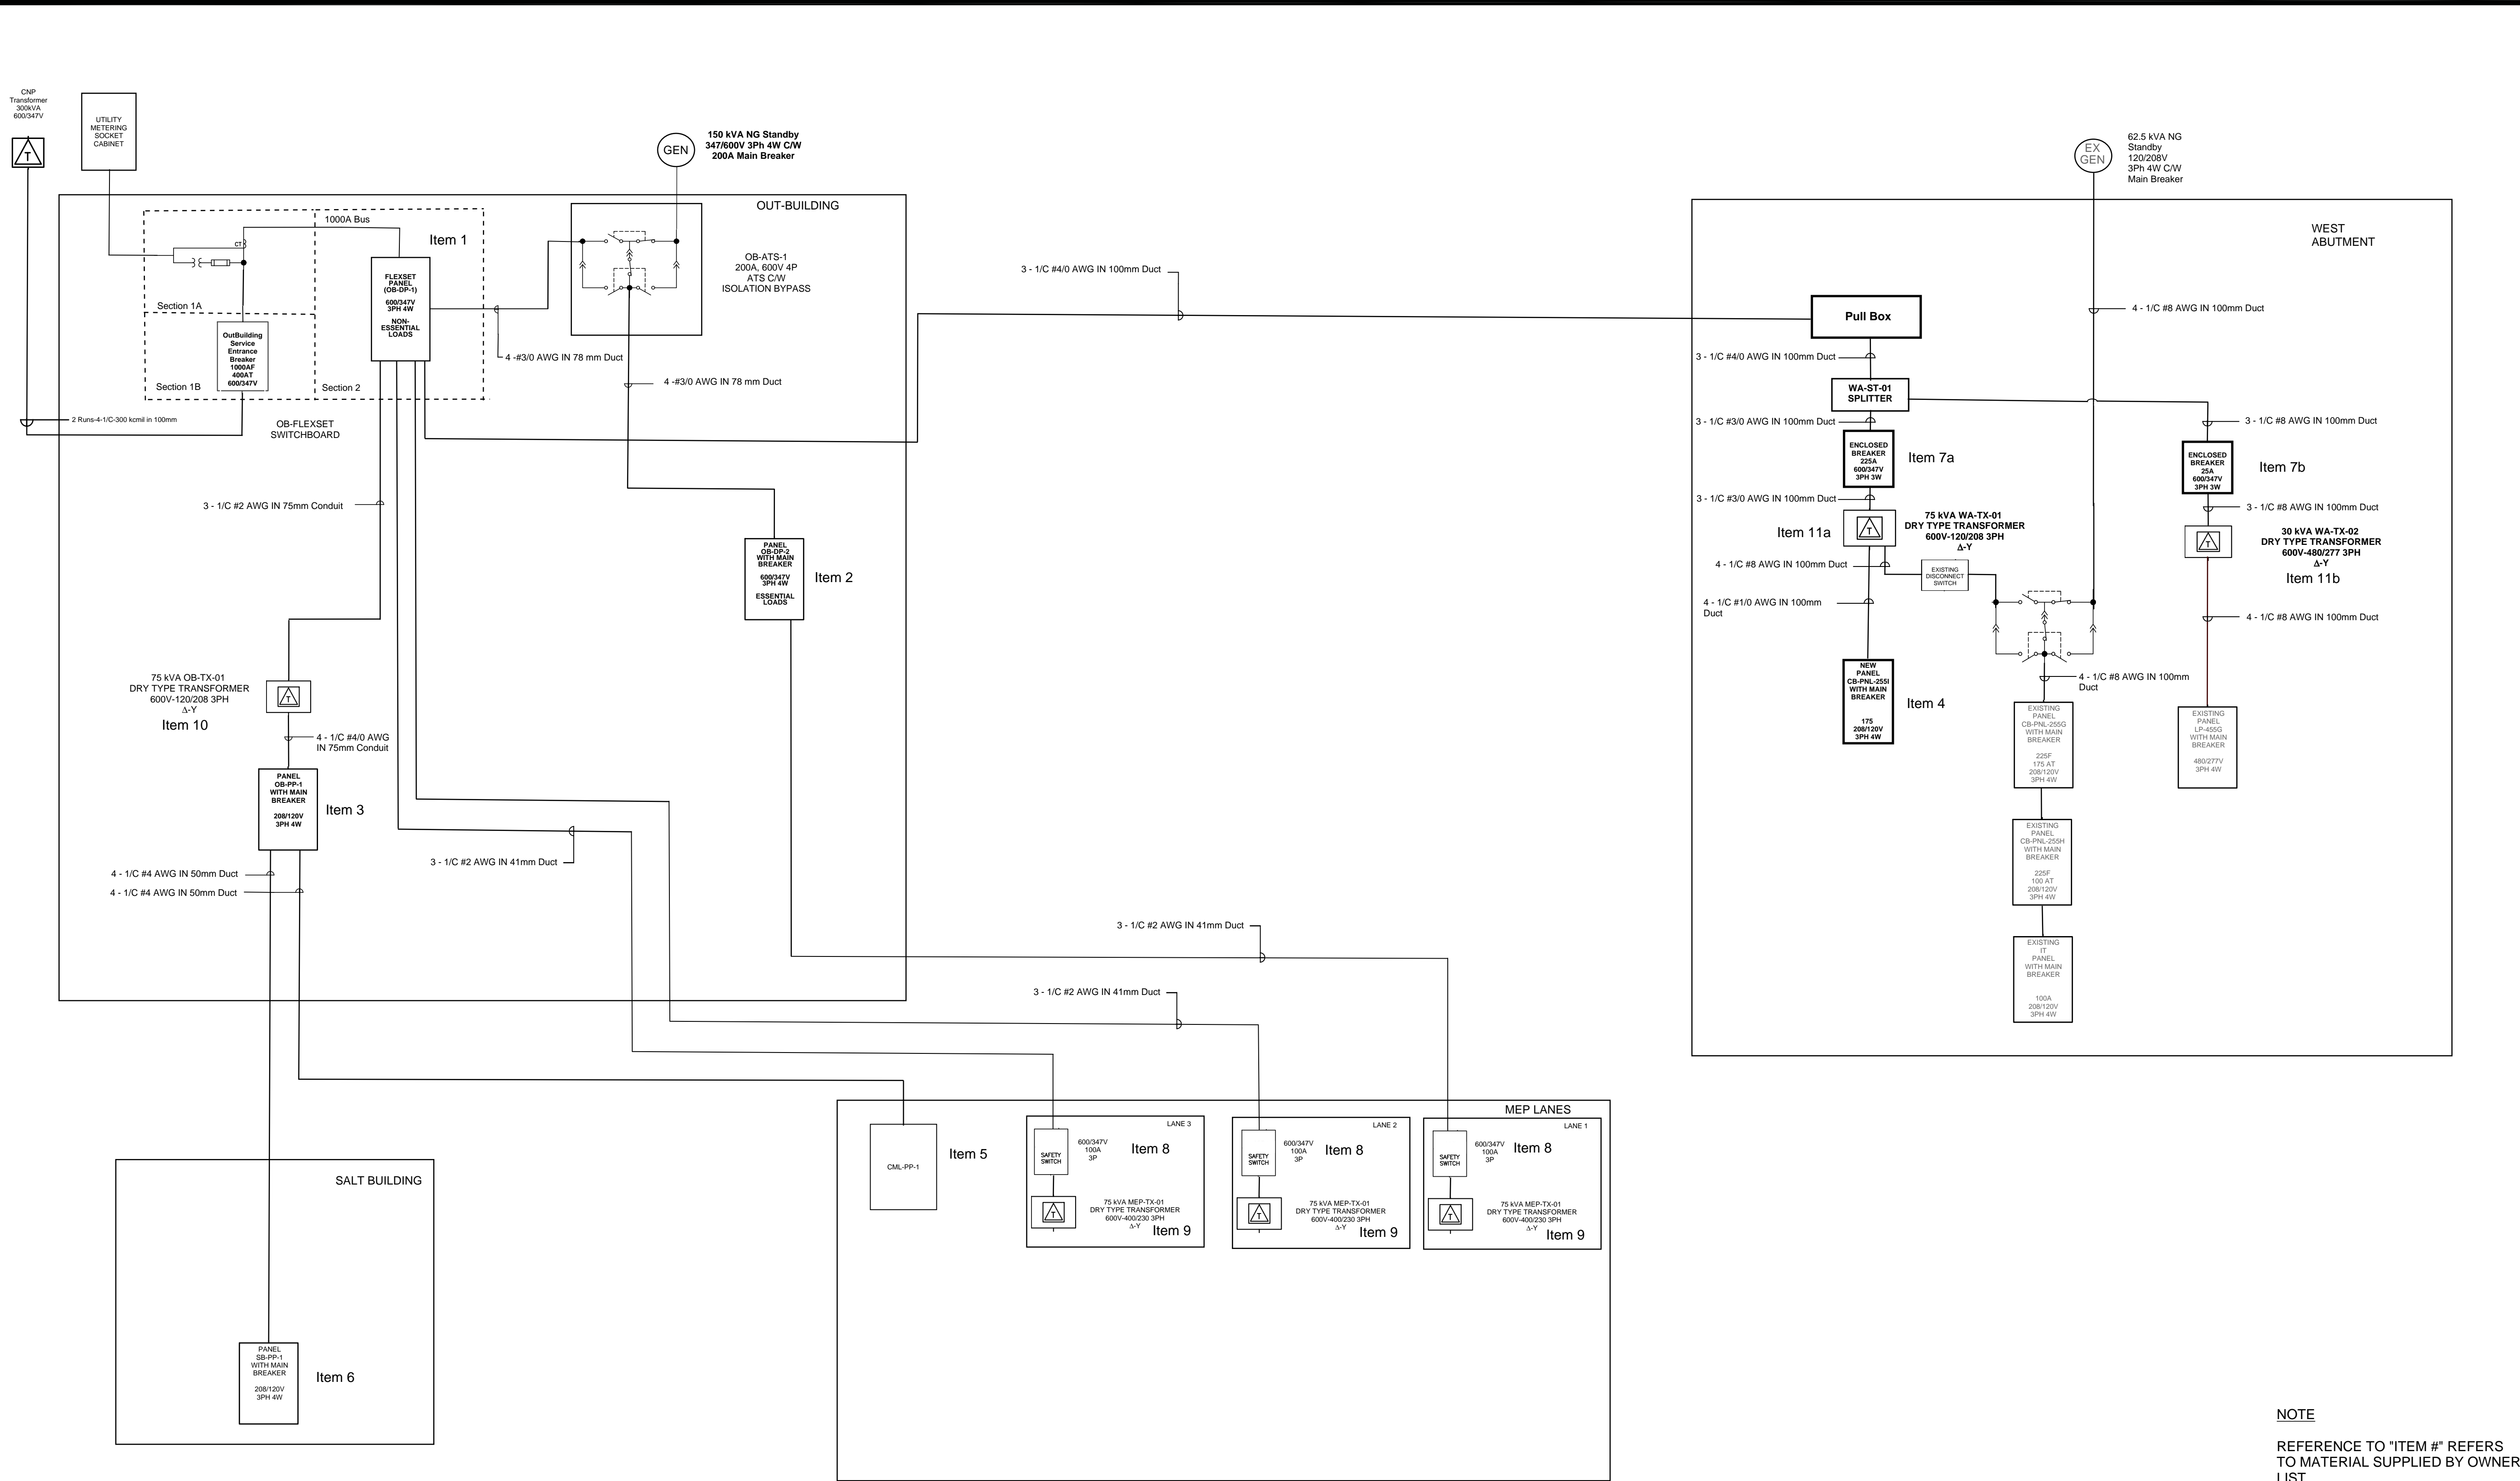 CNP
Transformer
300kVA
600/347V
T
UTILITY
METERING
SOCKET
CABINET
GEN
150 kVA NG Standby
347/600V 3Ph 4W C/W
200A Main Breaker
EX
GEN
62.5 kVA NG
Standby
120/208V
3Ph 4W C/W
Main Breaker
OUT-BUILDING
1000A Bus
Item 1
CT
Section 1A
FLEXSET
PANEL
(OB-DP-1)
600/347V
3PH 4W
NON-
ESSENTIAL
LOADS
OutBuilding
Service
Entrance
Breaker
1000AF
400AT
600/347V
Section 1B
Section 2
OB-FLEXSET
SWITCHBOARD
2 Runs-4-1/C-300 kcmil in 100mm
OB-ATS-1
200A, 600V 4P
ATS C/W
ISOLATION BYPASS
4 -#3/0 AWG IN 78 mm Duct
4 -#3/0 AWG IN 78 mm Duct
3 - 1/C #4/0 AWG IN 100mm Duct
3 - 1/C #2 AWG IN 75mm Conduit
PANEL
OB-DP-2
WITH MAIN
BREAKER
600/347V
3PH 4W
ESSENTIAL
LOADS
Item 2
75 kVA OB-TX-01
DRY TYPE TRANSFORMER
600V-120/208 3PH
Δ-Y
Item 10
T
4 - 1/C #4/0 AWG
IN 75mm Conduit
PANEL
OB-PP-1
WITH MAIN
BREAKER
208/120V
3PH 4W
Item 3
4 - 1/C #4 AWG IN 50mm Duct
4 - 1/C #4 AWG IN 50mm Duct
3 - 1/C #2 AWG IN 41mm Duct
3 - 1/C #2 AWG IN 41mm Duct
3 - 1/C #2 AWG IN 41mm Duct
WEST
ABUTMENT
Pull Box
4 - 1/C #8 AWG IN 100mm Duct
3 - 1/C #4/0 AWG IN 100mm Duct
WA-ST-01
SPLITTER
3 - 1/C #3/0 AWG IN 100mm Duct
ENCLOSED
BREAKER
225A
600/347V
3PH 3W
Item 7a
3 - 1/C #3/0 AWG IN 100mm Duct
Item 11a
T
75 kVA WA-TX-01
DRY TYPE TRANSFORMER
600V-120/208 3PH
Δ-Y
4 - 1/C #8 AWG IN 100mm Duct
EXISTING
DISCONNECT
SWITCH
4 - 1/C #1/0 AWG IN 100mm
Duct
NEW
PANEL
CB-PNL-255I
WITH MAIN
BREAKER
175
208/120V
3PH 4W
Item 4
3 - 1/C #8 AWG IN 100mm Duct
ENCLOSED
BREAKER
25A
600/347V
3PH 3W
Item 7b
3 - 1/C #8 AWG IN 100mm Duct
T
30 kVA WA-TX-02
DRY TYPE TRANSFORMER
600V-480/277 3PH
Δ-Y
Item 11b
4 - 1/C #8 AWG IN 100mm Duct
4 - 1/C #8 AWG IN 100mm
Duct
EXISTING
PANEL
CB-PNL-255G
WITH MAIN
BREAKER
225F
175 AT
208/120V
3PH 4W
EXISTING
PANEL
LP-455G
WITH MAIN
BREAKER
480/277V
3PH 4W
EXISTING
PANEL
CB-PNL-255H
WITH MAIN
BREAKER
225F
100 AT
208/120V
3PH 4W
EXISTING
IT
PANEL
WITH MAIN
BREAKER
100A
208/120V
3PH 4W
MEP LANES
CML-PP-1
Item 5
LANE 3
SAFETY
SWITCH
600/347V
100A
3P
Item 8
T
75 kVA MEP-TX-01
DRY TYPE TRANSFORMER
600V-400/230 3PH
Δ-Y
Item 9
LANE 2
SAFETY
SWITCH
600/347V
100A
3P
Item 8
T
75 kVA MEP-TX-01
DRY TYPE TRANSFORMER
600V-400/230 3PH
Δ-Y
Item 9
LANE 1
SAFETY
SWITCH
600/347V
100A
3P
Item 8
T
75 kVA MEP-TX-01
DRY TYPE TRANSFORMER
600V-400/230 3PH
Δ-Y
Item 9
SALT BUILDING
PANEL
SB-PP-1
WITH MAIN
BREAKER
208/120V
3PH 4W
Item 6
NOTE
REFERENCE TO "ITEM #" REFERS
TO MATERIAL SUPPLIED BY OWNER
LIST